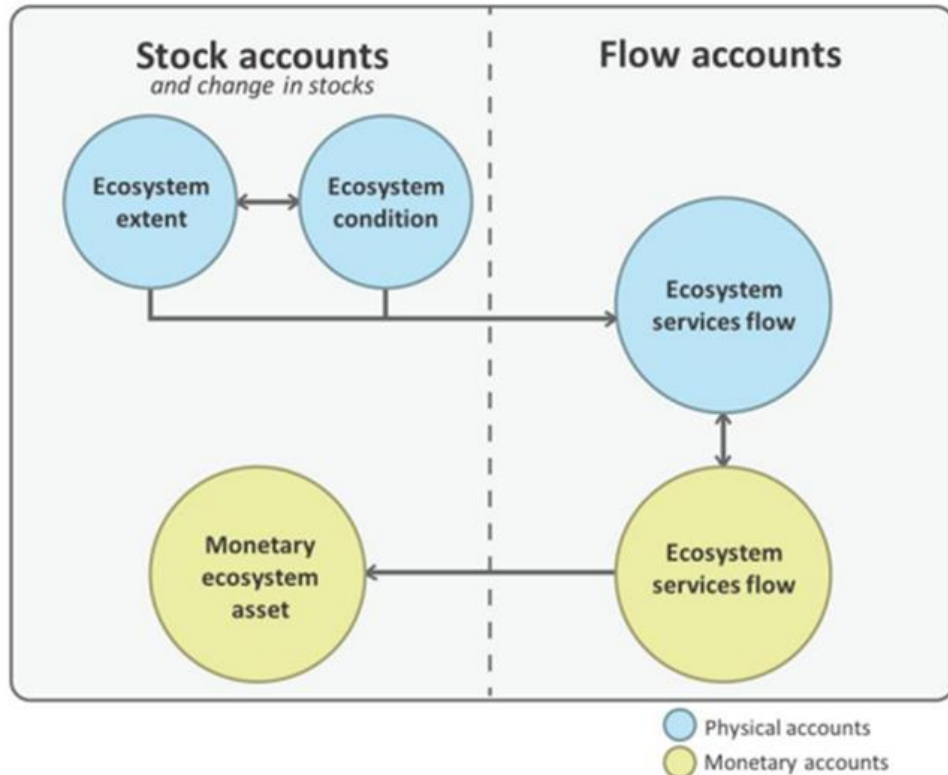 Stock accounts
and change in stocks
Flow accounts
Ecosystem
extent
Ecosystem
condition
Ecosystem
services flow
Monetary
ecosystem
asset
Ecosystem
services flow
Physical accounts
Monetary accounts